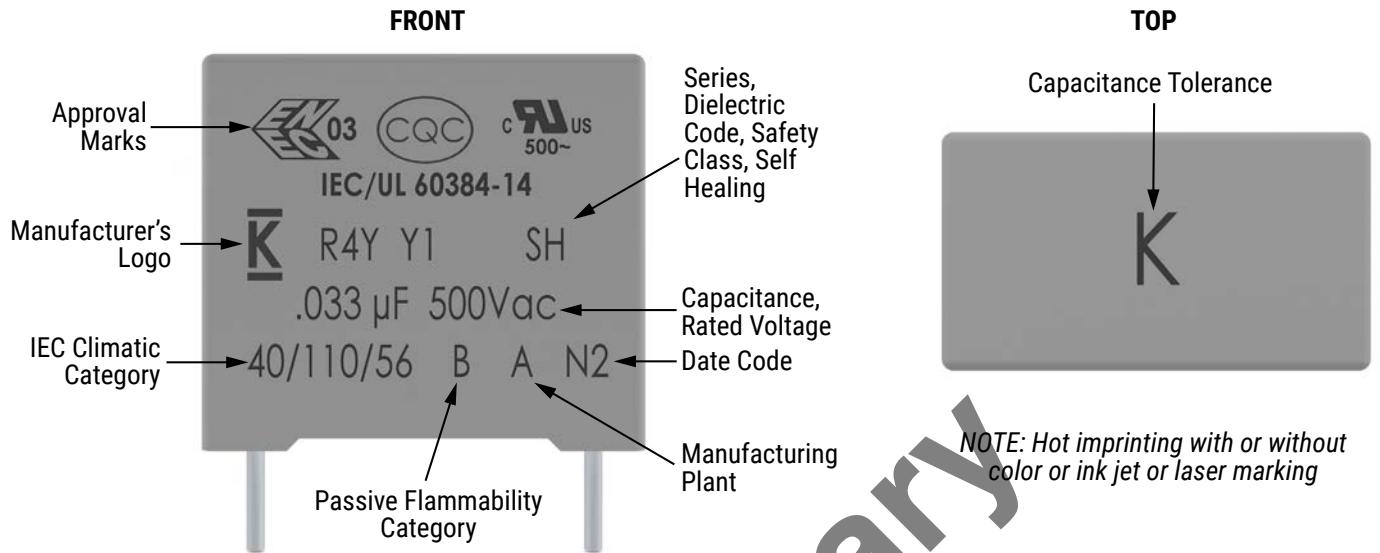 FRONT
TOP
Approval
Marks
EN
EC
03
CQC
C
US
500~
IEC/UL 60384-14
Series,
Dielectric
Code, Safety
Class, Self
Healing
Capacitance Tolerance
Manufacturer's
Logo
K
R4Y Y1 SH
K
.033 µF 500Vac
Capacitance,
Rated Voltage
IEC Climatic
Category
40/110/56 B A N2
Date Code
Manufacturing
Plant
Passive Flammability
Category
NOTE: Hot imprinting with or without
color or ink jet or laser marking